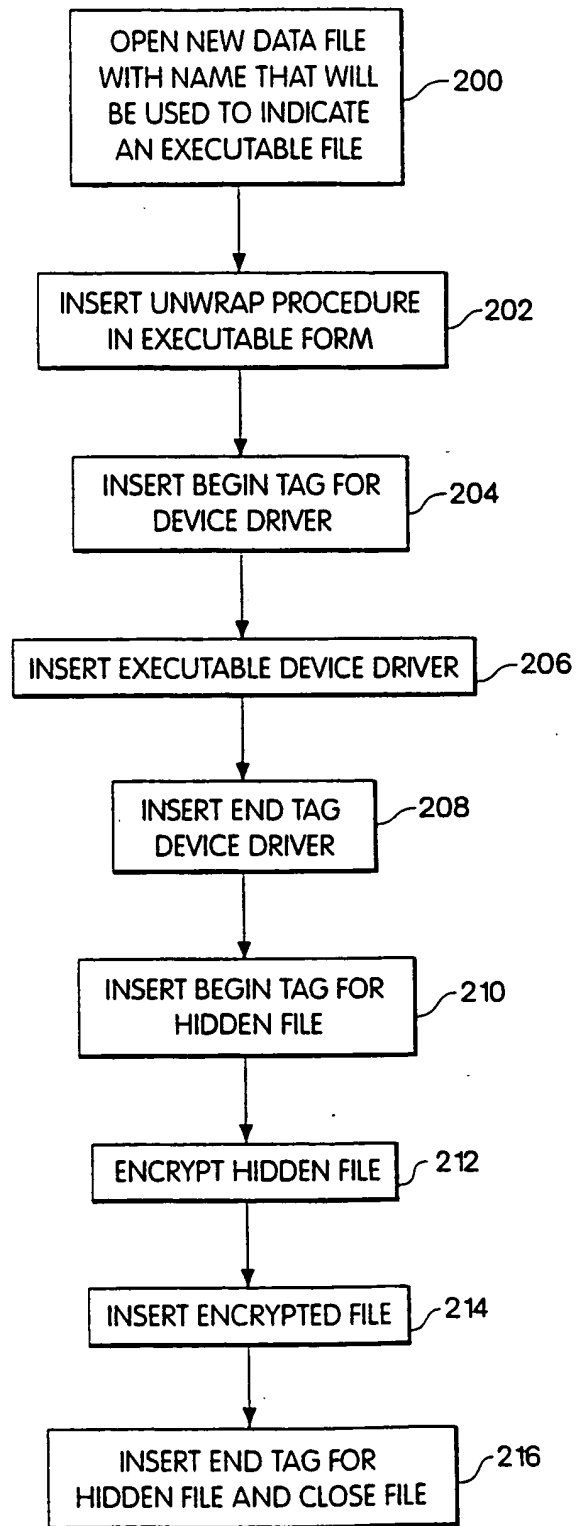 OPEN NEW DATA FILE
WITH NAME THAT WILL
BE USED TO INDICATE
AN EXECUTABLE FILE
200
INSERT UNWRAP PROCEDURE
IN EXECUTABLE FORM
202
INSERT BEGIN TAG FOR
DEVICE DRIVER
204
INSERT EXECUTABLE DEVICE DRIVER
206
INSERT END TAG
DEVICE DRIVER
208
INSERT BEGIN TAG FOR
HIDDEN FILE
210
ENCRYPT HIDDEN FILE
212
INSERT ENCRYPTED FILE
214
INSERT END TAG FOR
HIDDEN FILE AND CLOSE FILE
216